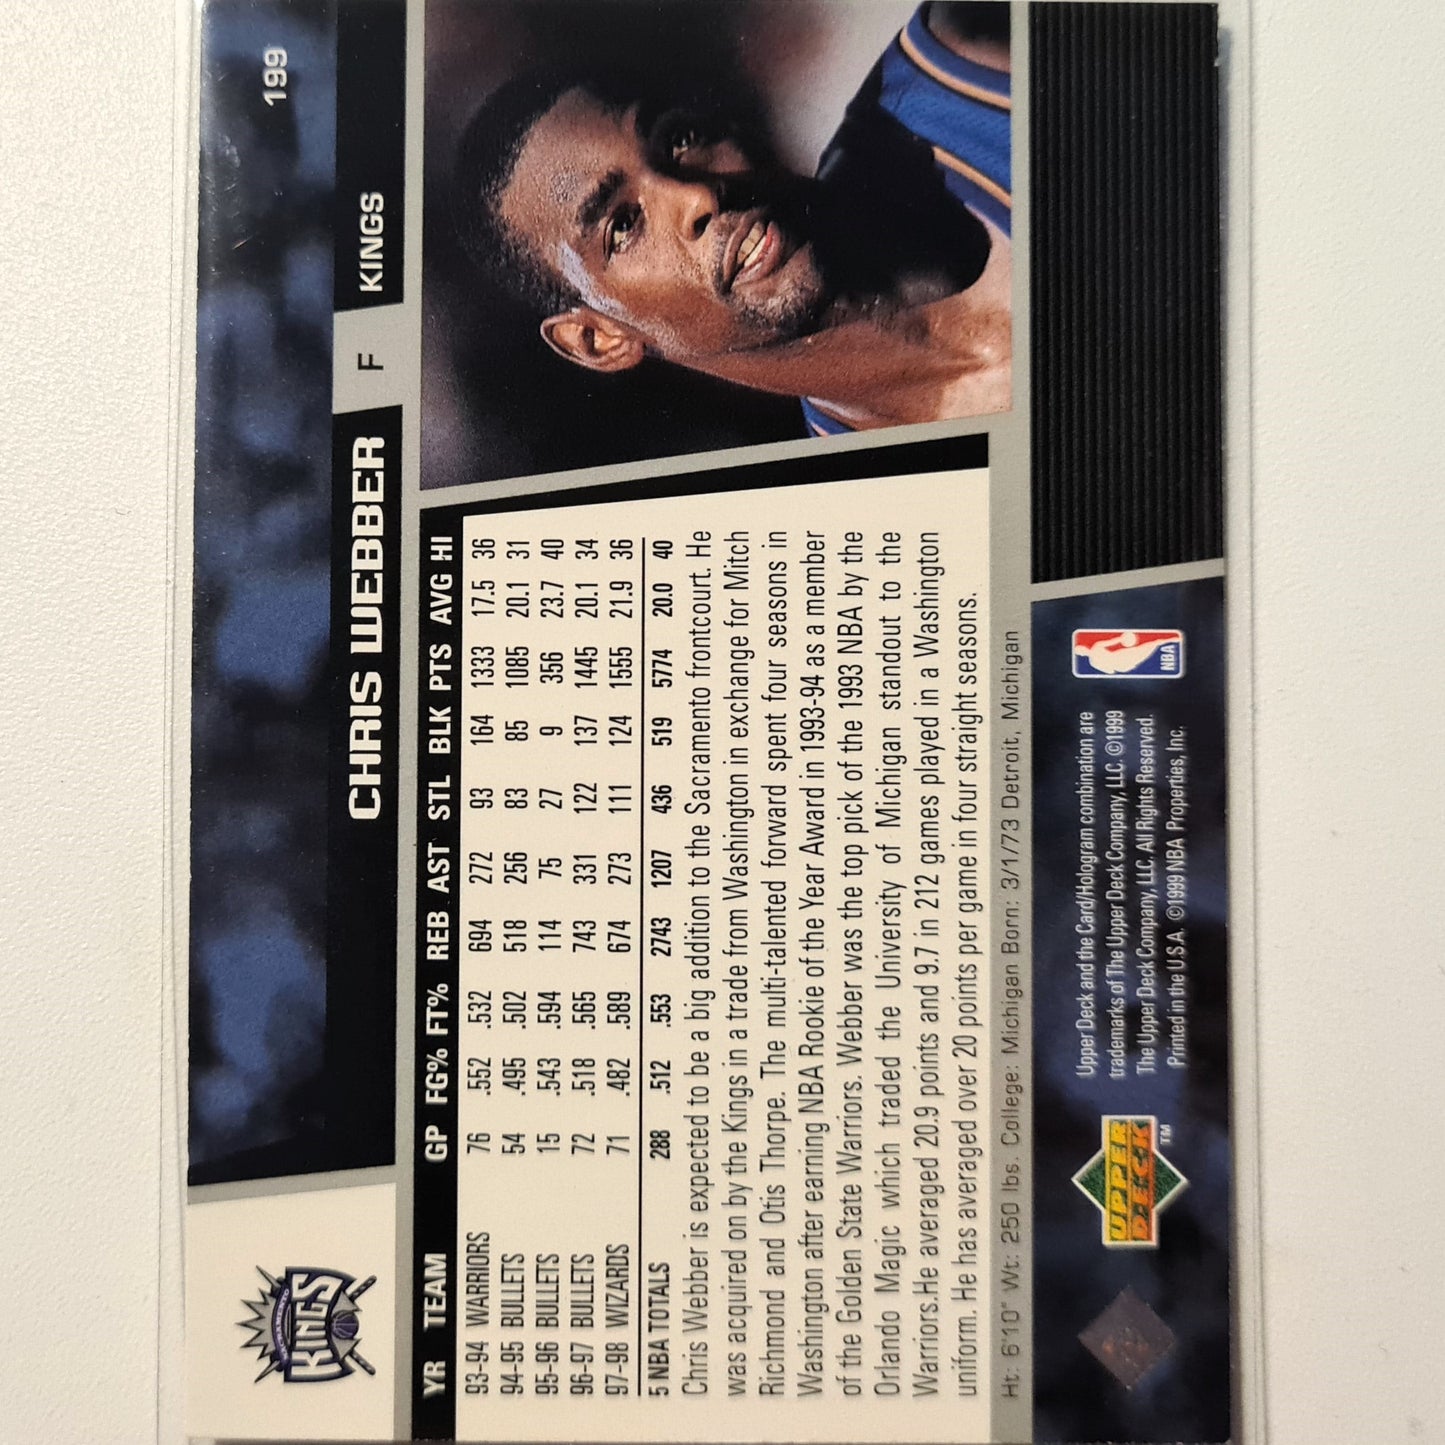 199
CHRIS WEBBER F KINGS
SACRAMENTO
KINGS
YR TEAM GP FG% FT% REB AST STL BLK PTS AVG HI
93-94 WARRIORS 76 .552 .532 694 272 93 164 1333 17.5 36
94-95 BULLETS 54 .495 .502 518 256 83 85 1085 20.1 31
95-96 BULLETS 15 .543 .594 114 75 27 9 356 23.7 40
96-97 BULLETS 72 .518 .565 743 331 122 137 1445 20.1 34
97-98 WIZARDS 71 .482 .589 674 273 111 124 1555 21.9 36
5 NBA TOTALS 288 .512 .553 2743 1207 436 519 5774 20.0 40
Chris Webber is expected to be a big addition to the Sacramento frontcourt. He
was acquired on by the Kings in a trade from Washington in exchange for Mitch
Richmond and Otis Thorpe. The multi-talented forward spent four seasons in
Washington after earning NBA Rookie of the Year Award in 1993-94 as a member
of the Golden State Warriors. Webber was the top pick of the 1993 NBA by the
Orlando Magic which traded the University of Michigan standout to the
Warriors.He averaged 20.9 points and 9.7 in 212 games played in a Washington
uniform. He has averaged over 20 points per game in four straight seasons.
Ht: 6'10" Wt: 250 lbs. College: Michigan Born: 3/1/73 Detroit, Michigan
UPPER
DECK
TM
Upper Deck and the Card/Hologram combination are
trademarks of The Upper Deck Company, LLC. ©1999
The Upper Deck Company, LLC. All Rights Reserved.
Printed in the U.S.A. ©1999 NBA Properties, Inc.
NBA